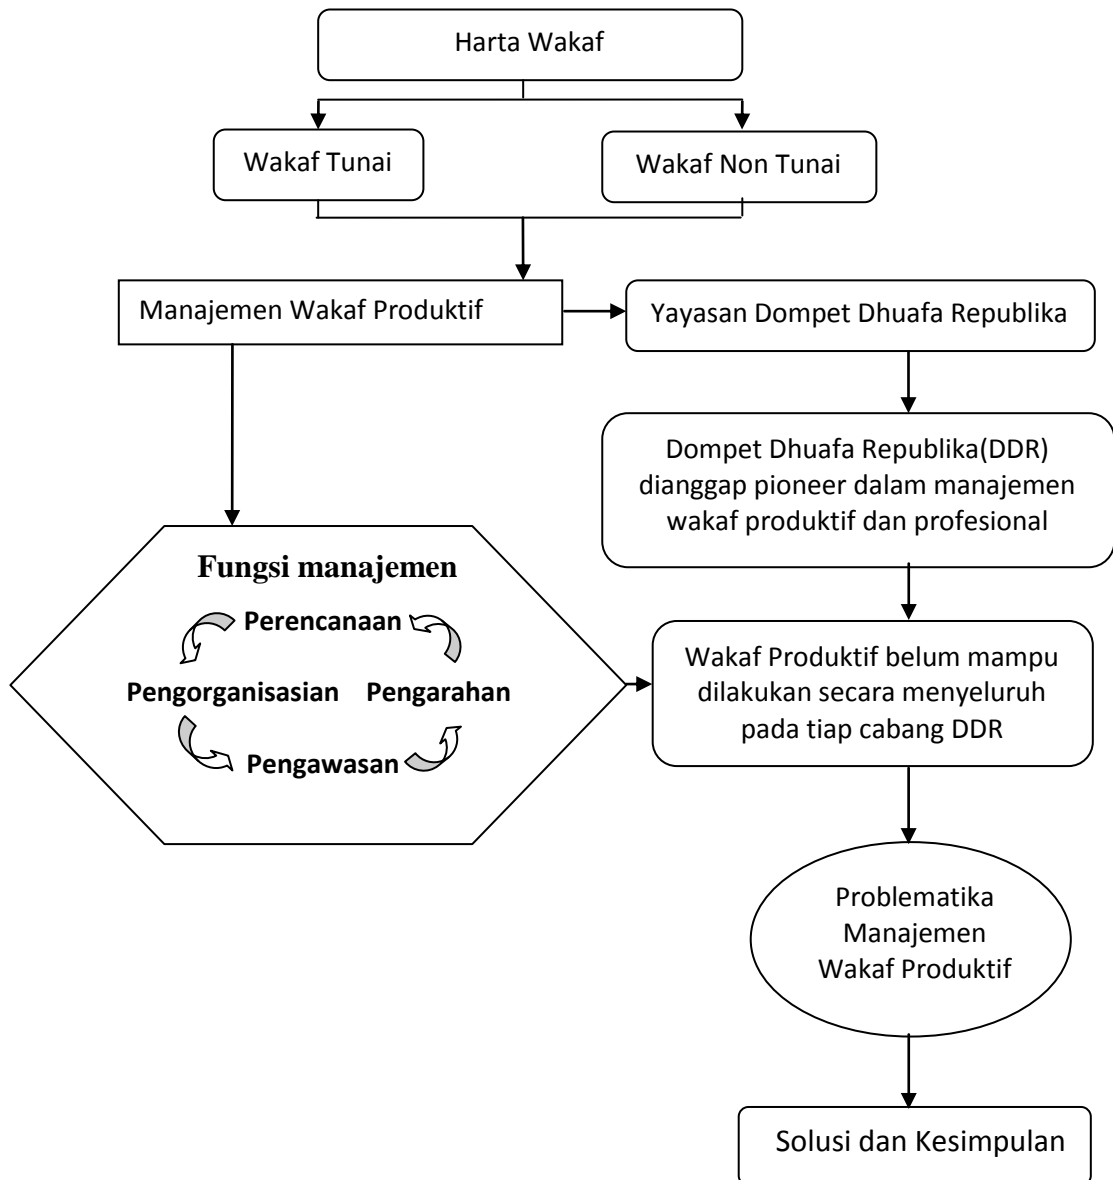 Harta Wakaf
Wakaf Tunai
Wakaf Non Tunai
Manajemen Wakaf Produktif
Yayasan Dompet Dhuafa Republika
Dompet Dhuafa Republika(DDR)
dianggap pioneer dalam manajemen
wakaf produktif dan profesional
Fungsi manajemen
Perencanaan
Pengorganisasian
Pengarahan
Pengawasan
Wakaf Produktif belum mampu
dilakukan secara menyeluruh
pada tiap cabang DDR
Problematika
Manajemen
Wakaf Produktif
Solusi dan Kesimpulan